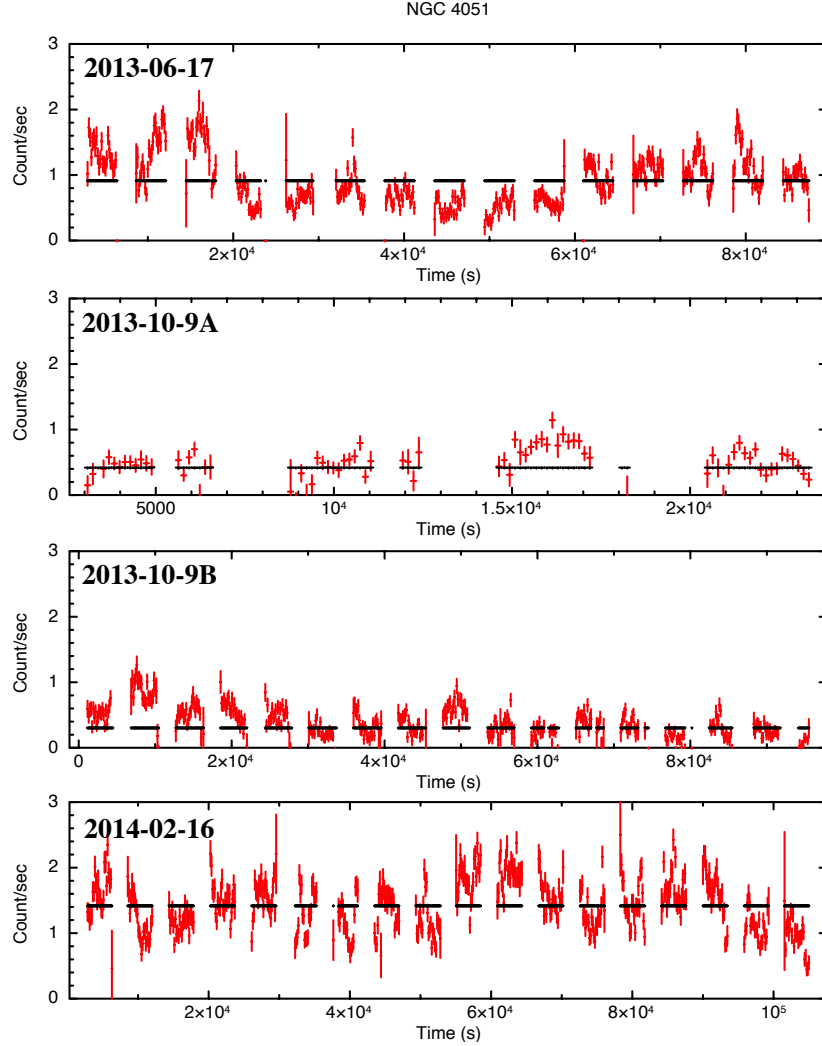 NGC 4051
2013-06-17
Count/sec
3
2
1
0
2×10⁴ 4×10⁴ 6×10⁴ 8×10⁴
Time (s)
2013-10-9A
Count/sec
3
2
1
0
5000 10⁴ 1.5×10⁴ 2×10⁴
Time (s)
2013-10-9B
Count/sec
3
2
1
0
0 2×10⁴ 4×10⁴ 6×10⁴ 8×10⁴
Time (s)
2014-02-16
Count/sec
3
2
1
0
2×10⁴ 4×10⁴ 6×10⁴ 8×10⁴ 10⁵
Time (s)